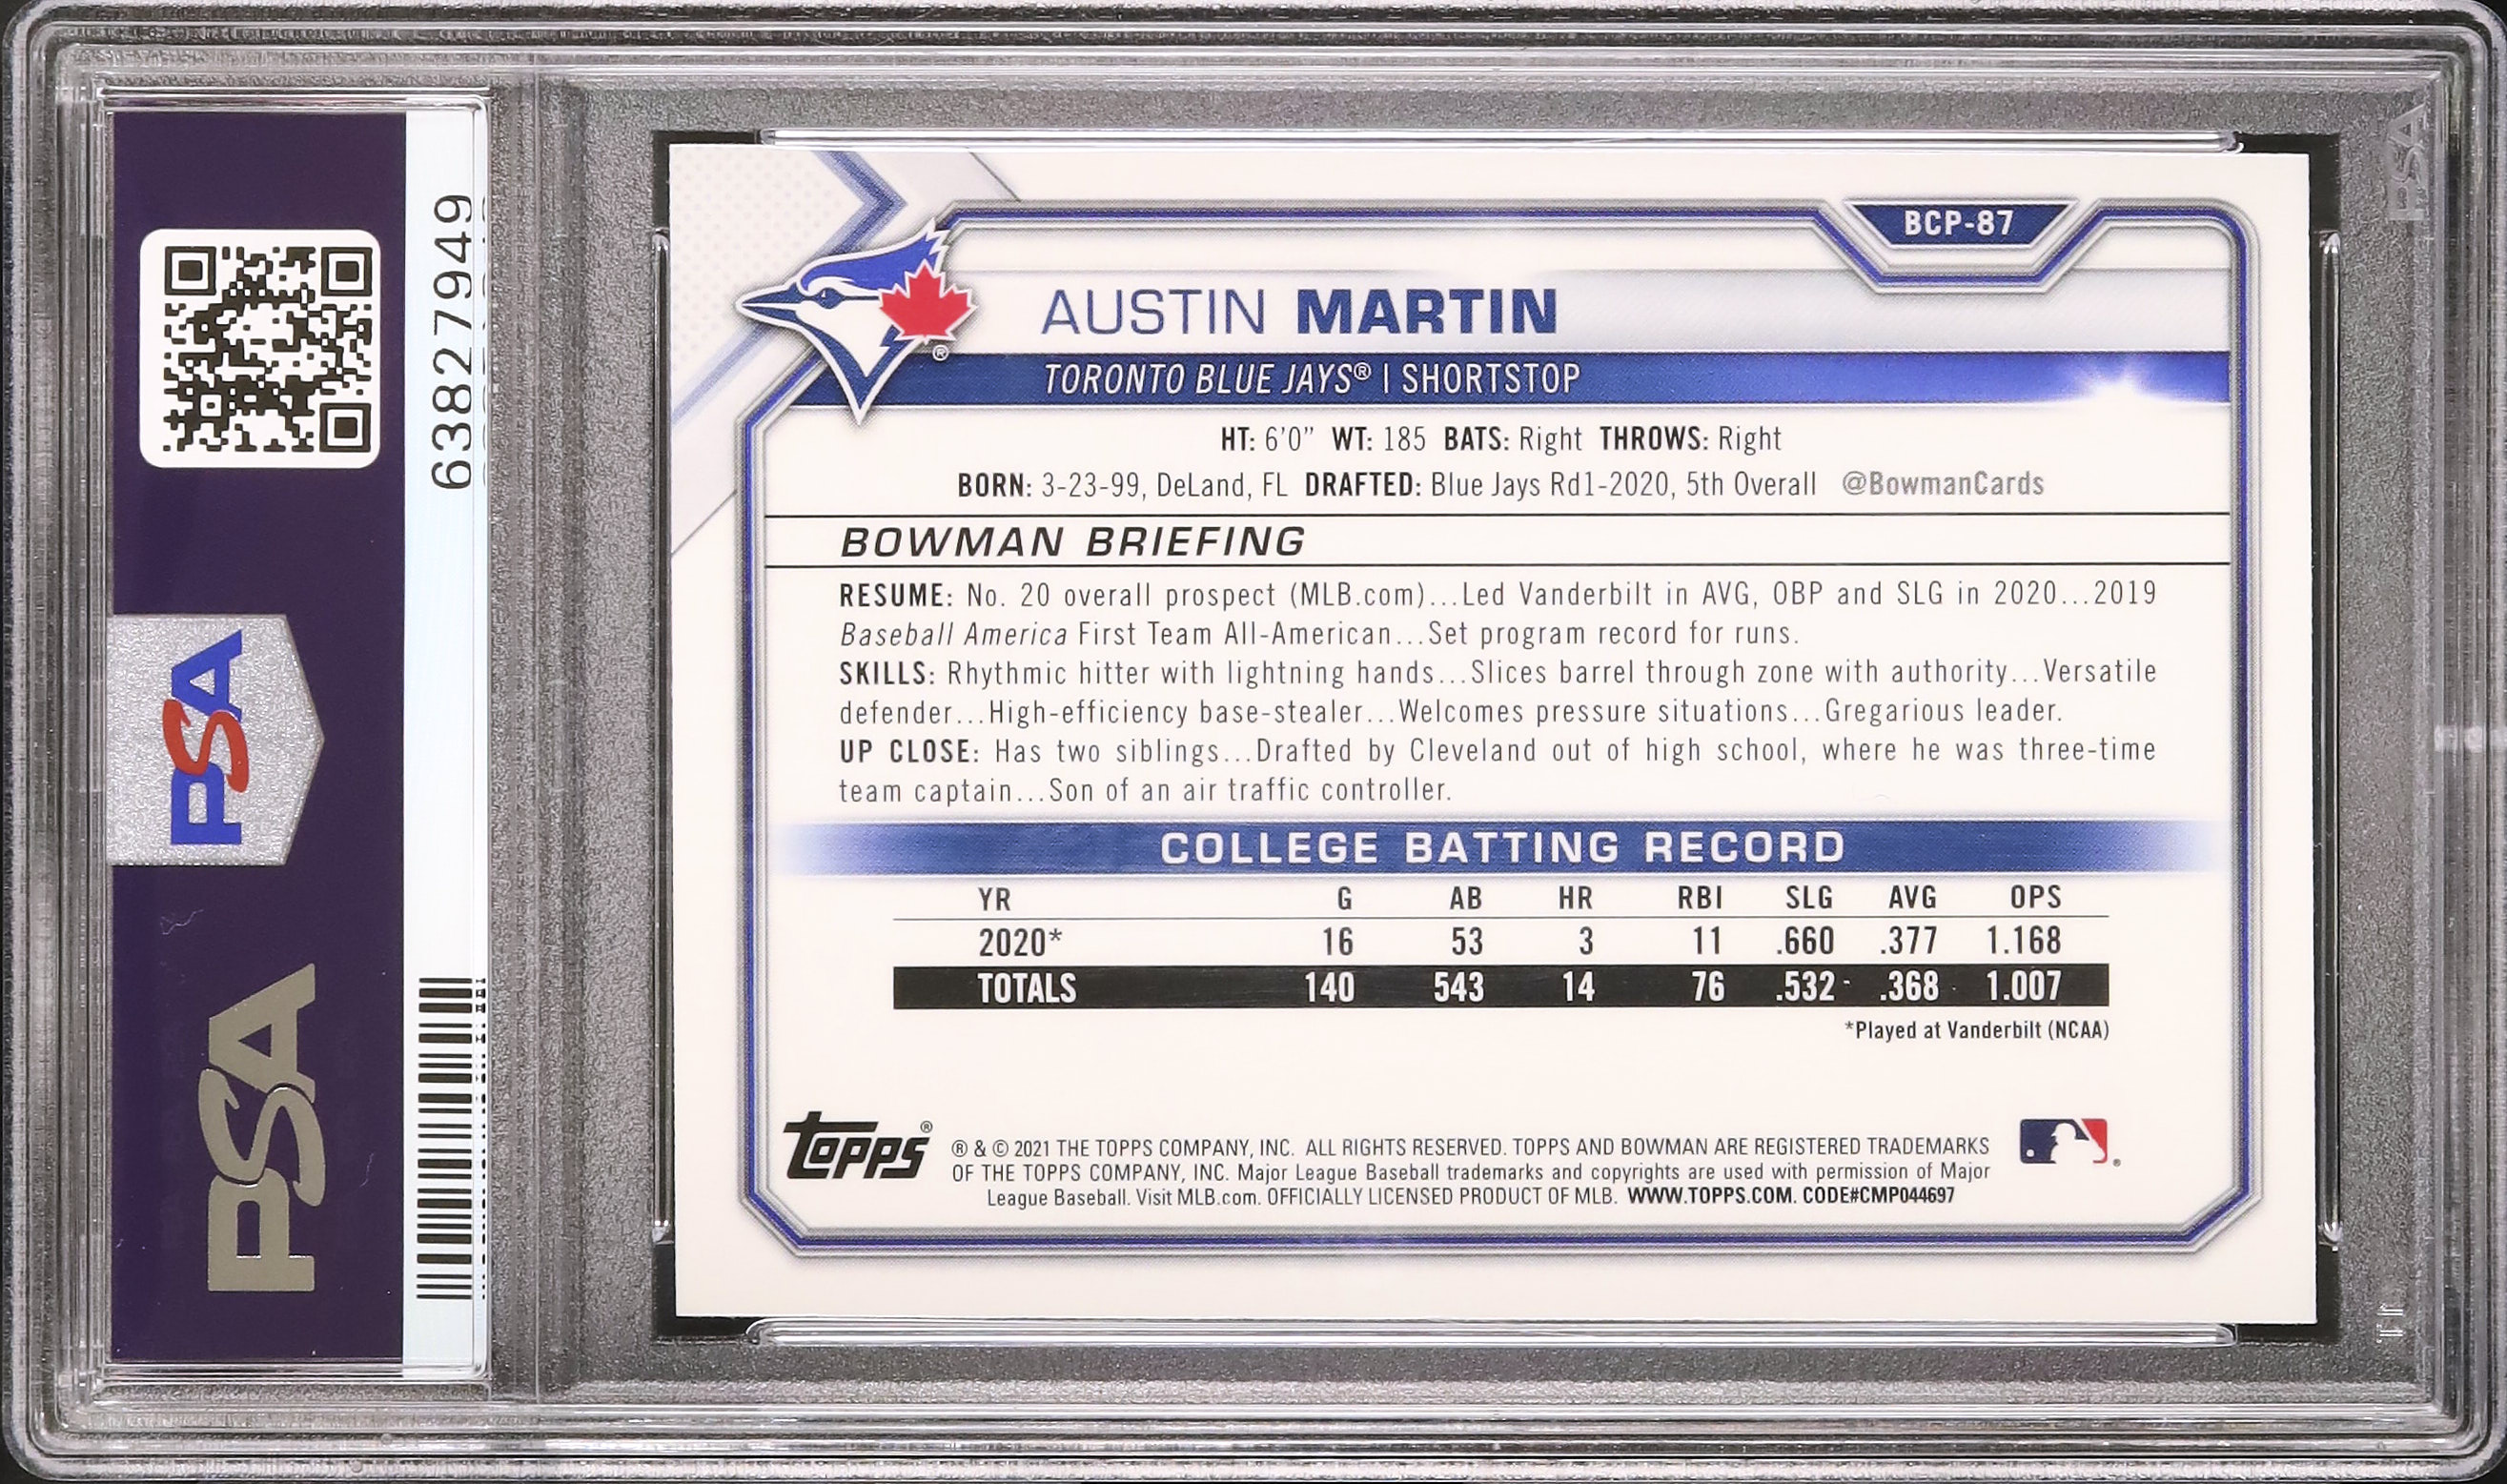 63827949
PSA
PSA
PSA
BCP-87
AUSTIN MARTIN
TORONTO BLUE JAYS® | SHORTSTOP
HT: 6'0" WT: 185 BATS: Right THROWS: Right
BORN: 3-23-99, DeLand, FL DRAFTED: Blue Jays Rd1-2020, 5th Overall @BowmanCards
BOWMAN BRIEFING
RESUME: No. 20 overall prospect (MLB.com)...Led Vanderbilt in AVG, OBP and SLG in 2020...2019
Baseball America First Team All-American...Set program record for runs.
SKILLS: Rhythmic hitter with lightning hands...Slices barrel through zone with authority...Versatile
defender...High-efficiency base-stealer...Welcomes pressure situations...Gregarious leader.
UP CLOSE: Has two siblings...Drafted by Cleveland out of high school, where he was three-time
team captain...Son of an air traffic controller.
COLLEGE BATTING RECORD
YR G AB HR RBI SLG AVG OPS
2020* 16 53 3 11 .660 .377 1.168
TOTALS 140 543 14 76 .532 .368 1.007
*Played at Vanderbilt (NCAA)
Topps®
® & © 2021 THE TOPPS COMPANY, INC. ALL RIGHTS RESERVED. TOPPS AND BOWMAN ARE REGISTERED TRADEMARKS
OF THE TOPPS COMPANY, INC. Major League Baseball trademarks and copyrights are used with permission of Major
League Baseball. Visit MLB.com. OFFICIALLY LICENSED PRODUCT OF MLB. WWW.TOPPS.COM. CODE#CMP044697